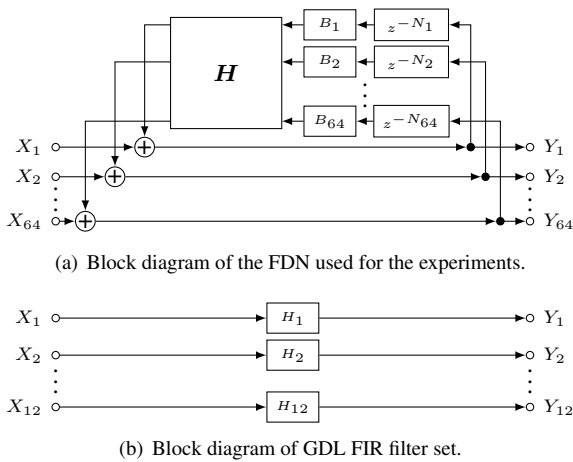 H
B₁ z⁻ᴺ₁
B₂ z⁻ᴺ₂
B₆₄ z⁻ᴺ₆₄
X₁ + Y₁
X₂ + Y₂
X₆₄ + Y₆₄
(a) Block diagram of the FDN used for the experiments.
X₁ H₁ Y₁
X₂ H₂ Y₂
X₁₂ H₁₂ Y₁₂
(b) Block diagram of GDL FIR filter set.